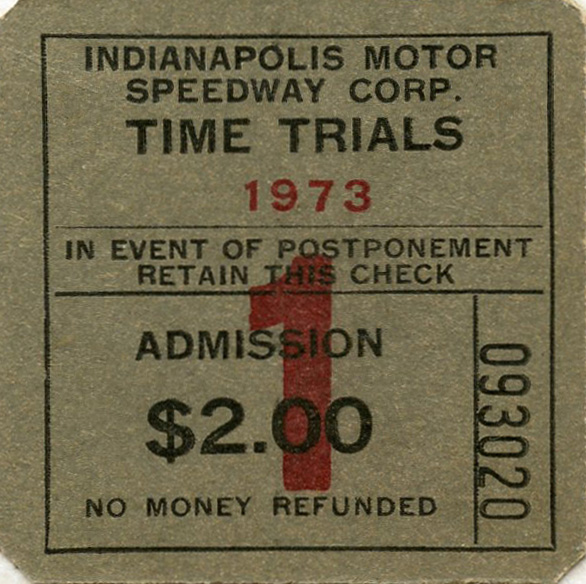 INDIANAPOLIS MOTOR
SPEEDWAY CORP.
TIME TRIALS
1973
IN EVENT OF POSTPONEMENT
RETAIN THIS CHECK
1
ADMISSION
$2.00
NO MONEY REFUNDED
093020